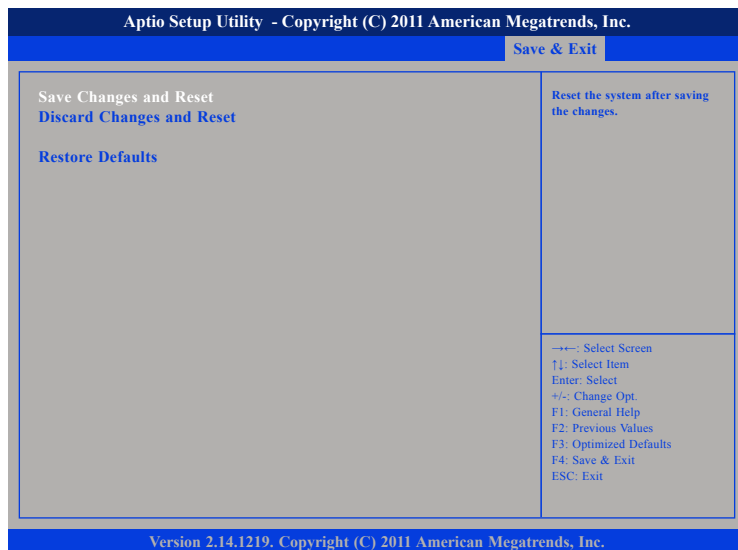 Aptio Setup Utility - Copyright (C) 2011 American Megatrends, Inc.
Save & Exit
Save Changes and Reset
Discard Changes and Reset
Restore Defaults
Reset the system after saving
the changes.
→←: Select Screen
↑↓: Select Item
Enter: Select
+/-: Change Opt.
F1: General Help
F2: Previous Values
F3: Optimized Defaults
F4: Save & Exit
ESC: Exit
Version 2.14.1219. Copyright (C) 2011 American Megatrends, Inc.